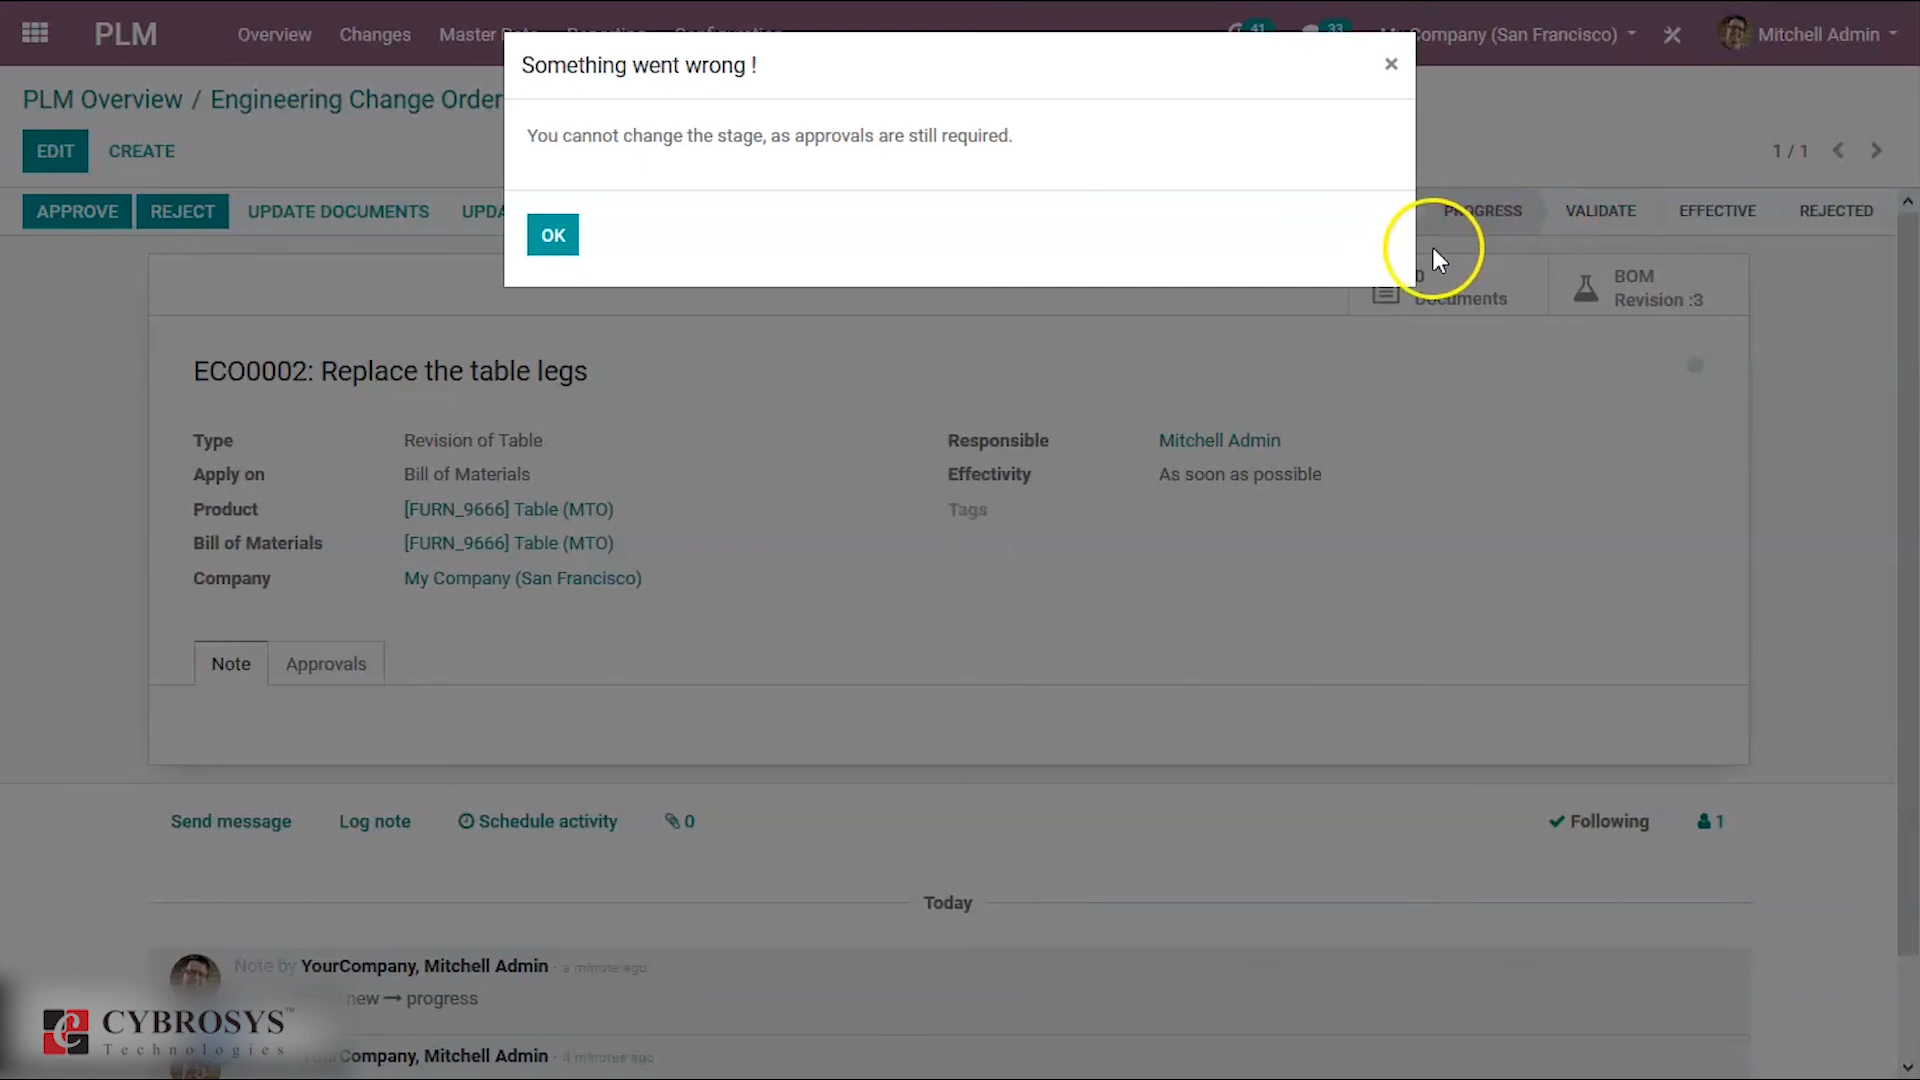 PLM
Overview
Changes
Master Data
Reporting
Configuration
41
33
My Company (San Francisco)
Mitchell Admin
Something went wrong !
×
You cannot change the stage, as approvals are still required.
OK
PLM Overview / Engineering Change Order
EDIT
CREATE
1 / 1
APPROVE
REJECT
UPDATE DOCUMENTS
UPDA
PROGRESS
VALIDATE
EFFECTIVE
REJECTED
0
Documents
BOM
Revision :3
ECO0002: Replace the table legs
Type
Revision of Table
Responsible
Mitchell Admin
Apply on
Bill of Materials
Effectivity
As soon as possible
Product
[FURN_9666] Table (MTO)
Tags
Bill of Materials
[FURN_9666] Table (MTO)
Company
My Company (San Francisco)
Note
Approvals
Send message
Log note
Schedule activity
0
Following
1
Today
Note by YourCompany, Mitchell Admin - a minute ago
new → progress
YourCompany, Mitchell Admin - 4 minutes ago
CYBROSYS™
Technologies